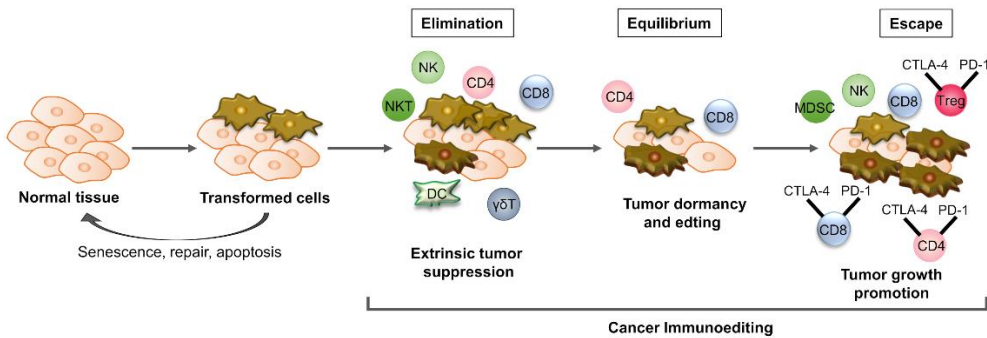 Elimination
Equilibrium
Escape
NK
CD4
NKT
CD8
DC
γδT
CD4
CD8
CTLA-4
PD-1
NK
MDSC
CD8
Treg
Normal tissue
Transformed cells
Senescence, repair, apoptosis
Extrinsic tumor
suppression
Tumor dormancy
and edting
CTLA-4
PD-1
CD8
CTLA-4
PD-1
CD4
Tumor growth
promotion
Cancer Immunoediting